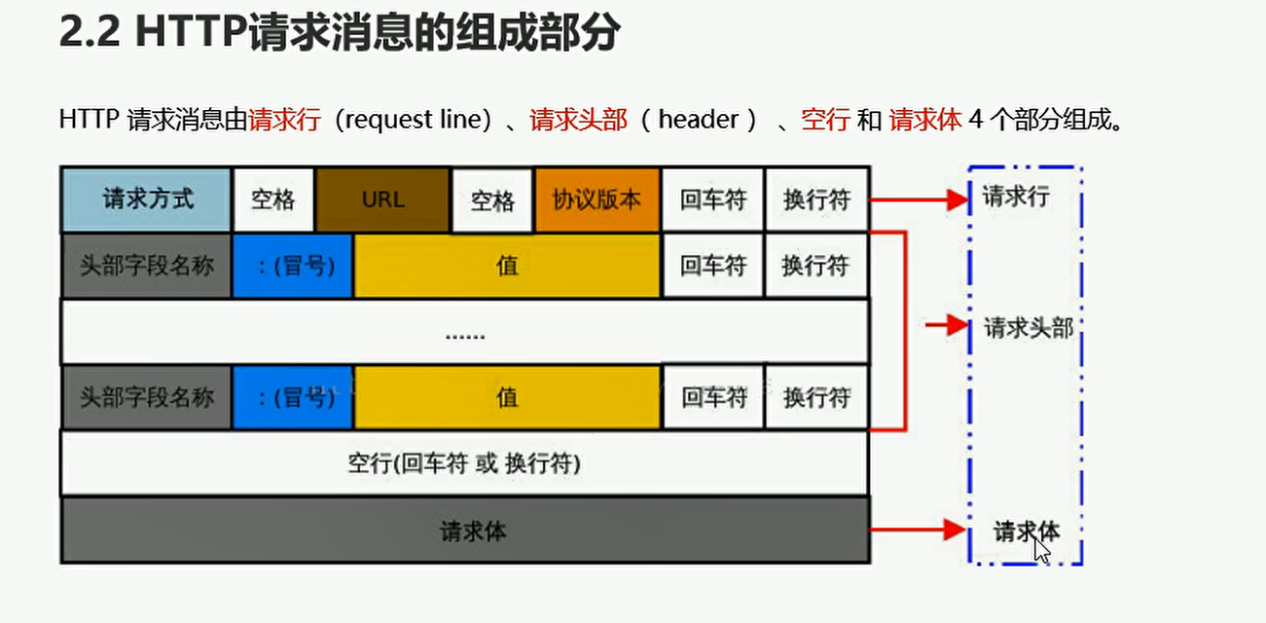 2.2 HTTP请求消息的组成部分
HTTP 请求消息由请求行（request line）、请求头部（ header ） 、空行 和 请求体 4 个部分组成。
请求方式 空格 URL 空格 协议版本 回车符 换行符 请求行
头部字段名称 ：(冒号) 值 回车符 换行符
...... 请求头部
头部字段名称 ：(冒号) 值 回车符 换行符
空行(回车符 或 换行符)
请求体 请求体